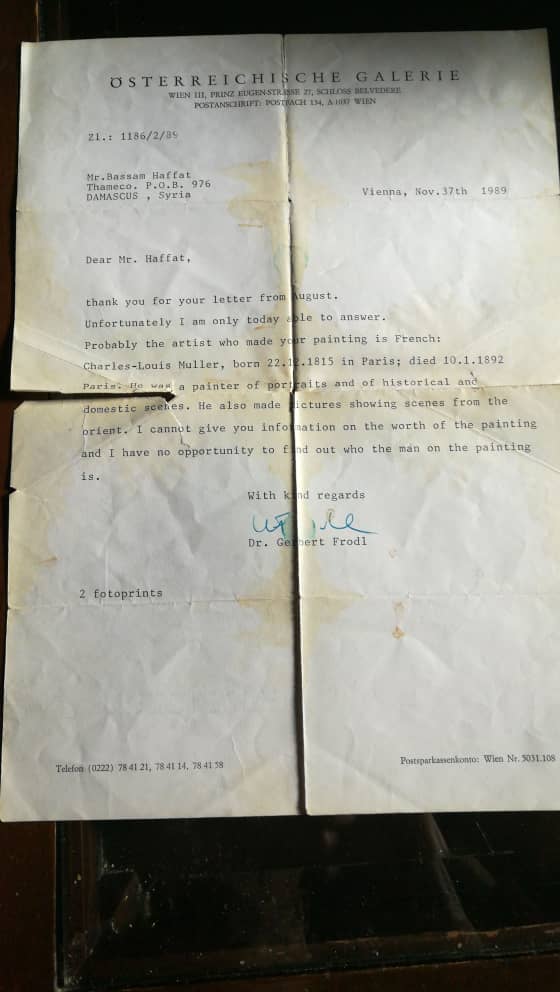 ÖSTERREICHISCHE GALERIE
WIEN III, PRINZ EUGEN-STRASSE 27, SCHLOSS BELVEDERE
POSTANSCHRIFT: POSTFACH 134, A 1037 WIEN
Zl.: 1186/2/89
Mr.Bassam Haffat
Thameco. P.O.B. 976
DAMASCUS , Syria
Vienna, Nov.37th 1989
Dear Mr. Haffat,
thank you for your letter from August.
Unfortunately I am only today able to answer.
Probably the artist who made your painting is French:
Charles-Louis Muller, born 22.12.1815 in Paris; died 10.1.1892
Paris. He was a painter of portraits and of historical and
domestic scenes. He also made pictures showing scenes from the
orient. I cannot give you information on the worth of the painting
and I have no opportunity to find out who the man on the painting
is.
With kind regards
Dr. Gerbert Frodl
2 fotoprints
Telefon (0222) 78 41 21, 78 41 14, 78 41 58
Postsparkassenkonto: Wien Nr. 5031.108